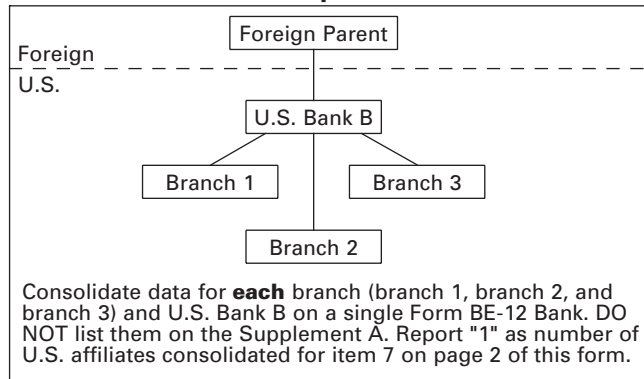 Foreign Parent
Foreign
U.S.
U.S. Bank B
Branch 1
Branch 3
Branch 2
Consolidate data for each branch (branch 1, branch 2, and
branch 3) and U.S. Bank B on a single Form BE-12 Bank. DO
NOT list them on the Supplement A. Report "1" as number of
U.S. affiliates consolidated for item 7 on page 2 of this form.